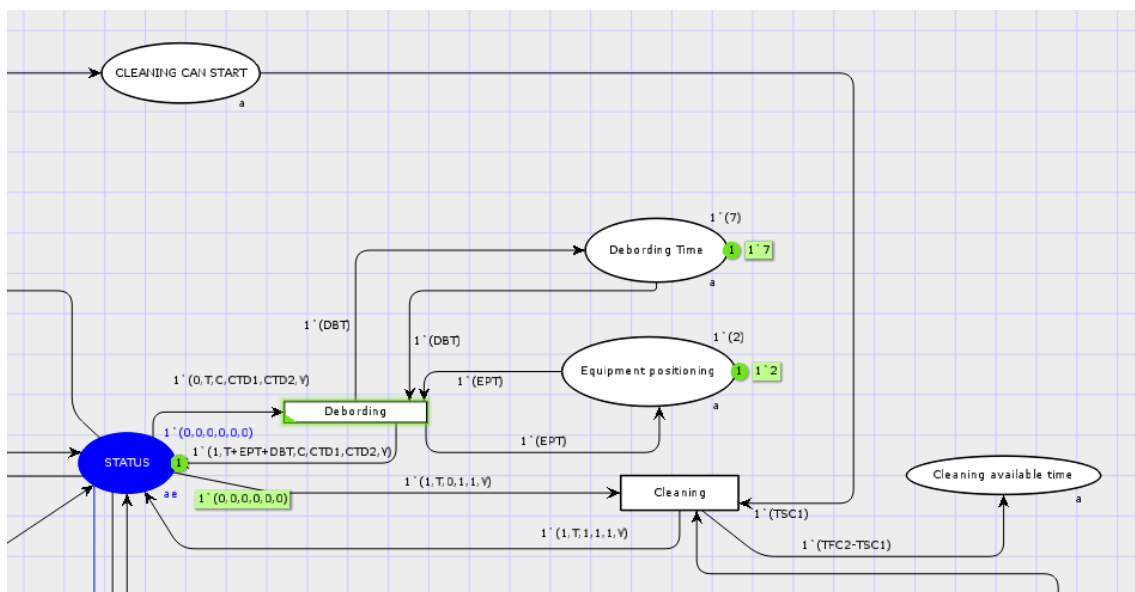 CLEANING CAN START
a
1`(7)
Debording Time
1
1`7
a
1`(DBT)
1`(DBT)
1`(2)
Equipment positioning
1
1`2
a
1`(EPT)
1`(0,T,C,CTD1,CTD2,V)
Debording
1`(0,0,0,0,0,0)
1`(EPT)
1`(1,T+EPT+DBT,C,CTD1,CTD2,V)
STATUS
1
Cleaning available time
a
1`(1,T,0,1,1,V)
ae
1`(0,0,0,0,0,0)
Cleaning
1`(TSC1)
1`(1,T,1,1,1,V)
1`(TFC2-TSC1)